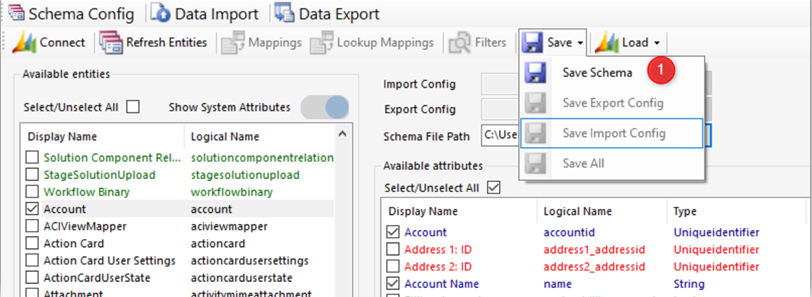 Schema Config Data Import Data Export
Connect Refresh Entities Mappings Lookup Mappings Filters Save Load
Save Schema 1
Save Export Config
Save Import Config
Save All
Available entities
Select/Unselect All Show System Attributes
Display Name Logical Name
Solution Component Rel... solutioncomponentrelation
StageSolutionUpload stagesolutionupload
Workflow Binary workflowbinary
Account account
ACIViewMapper aciviewmapper
Action Card actioncard
Action Card User Settings actioncardusersettings
ActionCardUserState actioncarduserstate
Attachment activitymimeattachment
Import Config
Export Config
Schema File Path C:\Use
Available attributes
Select/Unselect All
Display Name Logical Name Type
Account accountid Uniqueidentifier
Address 1: ID address1_addressid Uniqueidentifier
Address 2: ID address2_addressid Uniqueidentifier
Account Name name String